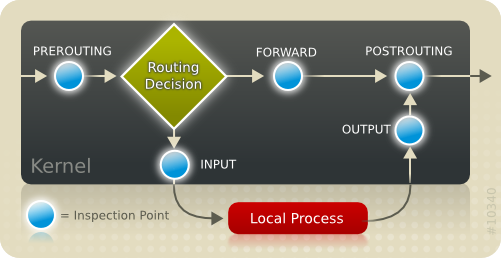 PREROUTING
Routing
Decision
FORWARD
POSTROUTING
OUTPUT
INPUT
Kernel
= Inspection Point
Local Process
#10340